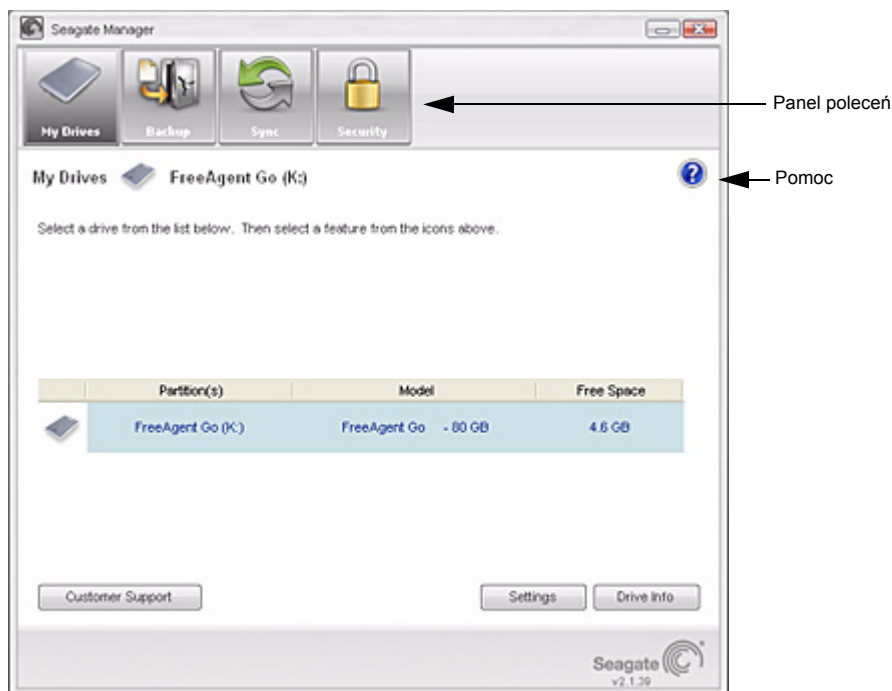 Seagate Manager
My Drives Backup Sync Security
Panel poleceń
My Drives FreeAgent Go (K:)
Pomoc
Select a drive from the list below. Then select a feature from the icons above.
Partition(s) Model Free Space
FreeAgent Go (K:) FreeAgent Go - 80 GB 4.6 GB
Customer Support Settings Drive Info
Seagate
v2.1.39